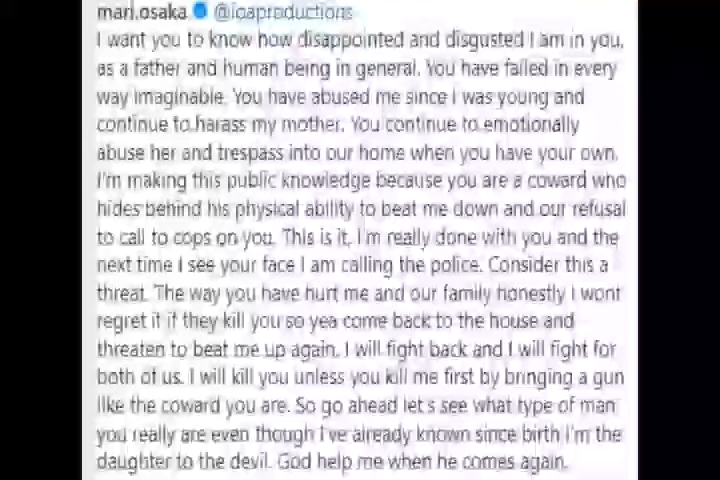 mari.osaka @ioaproductions
I want you to know how disappointed and disgusted I am in you,
as a father and human being in general. You have failed in every
way imaginable. You have abused me since I was young and
continue to harass my mother. You continue to emotionally
abuse her and trespass into our home when you have your own.
I'm making this public knowledge because you are a coward who
hides behind his physical ability to beat me down and our refusal
to call to cops on you. This is it. I'm really done with you and the
next time I see your face I am calling the police. Consider this a
threat. The way you have hurt me and our family honestly I wont
regret it if they kill you so yea come back to the house and
threaten to beat me up again. I will fight back and I will fight for
both of us. I will kill you unless you kill me first by bringing a gun
like the coward you are. So go ahead let's see what type of man
you really are even though I've already known since birth I'm the
daughter to the devil. God help me when he comes again.